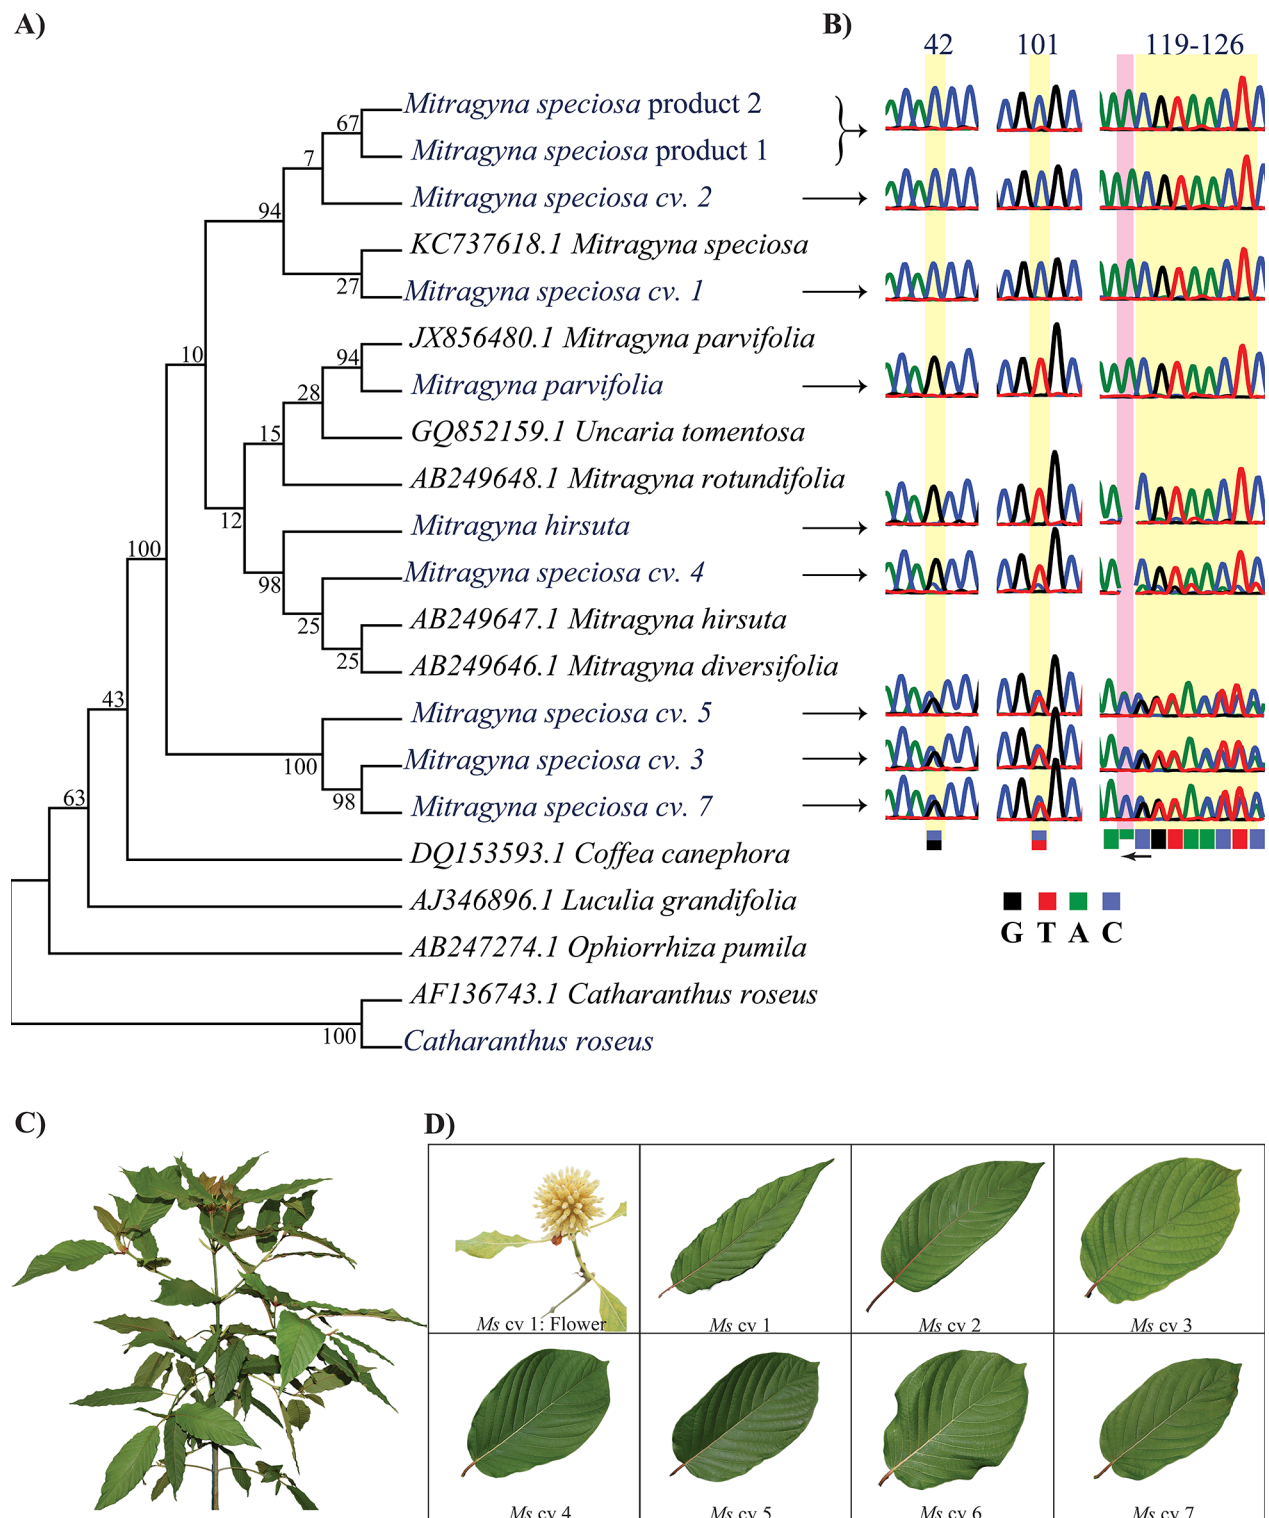 A)
B)
42 101 119-126
Mitragyna speciosa product 2
67
Mitragyna speciosa product 1
7
Mitragyna speciosa cv. 2
94
KC737618.1 Mitragyna speciosa
27
Mitragyna speciosa cv. 1
JX856480.1 Mitragyna parvifolia
10
94
Mitragyna parvifolia
28
GQ852159.1 Uncaria tomentosa
15
AB249648.1 Mitragyna rotundifolia
12
Mitragyna hirsuta
100
Mitragyna speciosa cv. 4
98
AB249647.1 Mitragyna hirsuta
25
25
AB249646.1 Mitragyna diversifolia
43
Mitragyna speciosa cv. 5
100
Mitragyna speciosa cv. 3
98
63
Mitragyna speciosa cv. 7
DQ153593.1 Coffea canephora
AJ346896.1 Luculia grandifolia
G T A C
AB247274.1 Ophiorrhiza pumila
AF136743.1 Catharanthus roseus
100
Catharanthus roseus
C)
D)
Ms cv 1: Flower
Ms cv 1
Ms cv 2
Ms cv 3
Ms cv 4
Ms cv 5
Ms cv 6
Ms cv 7